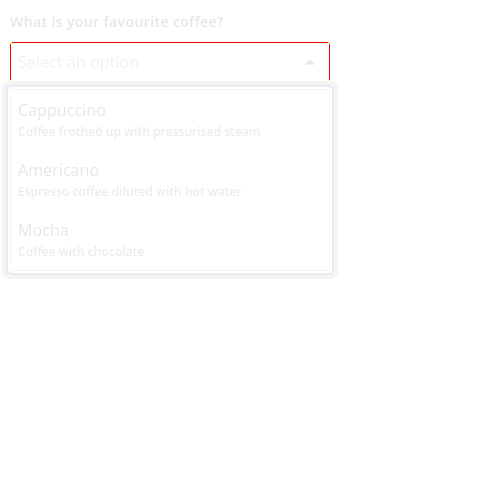 What is your favourite coffee?
Select an option
Cappuccino
Coffee frothed up with pressurised steam
Americano
Espresso coffee diluted with hot water
Mocha
Coffee with chocolate